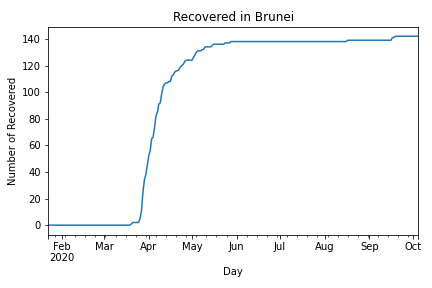 Recovered in Brunei
Number of Recovered
140
120
100
80
60
40
20
0
Feb Mar Apr May Jun Jul Aug Sep Oct
2020
Day